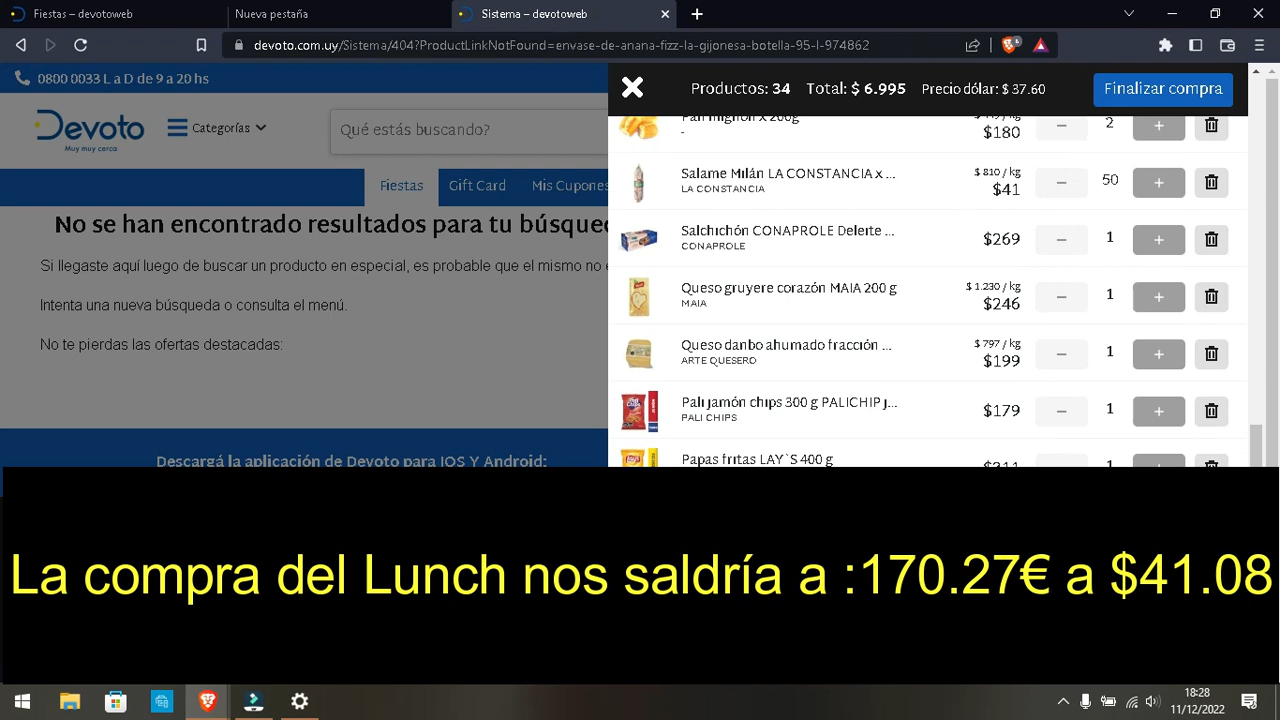 Fiestas – devotoweb
Nueva pestaña
Sistema – devotoweb
devoto.com.uy/Sistema/404?ProductLinkNotFound=envase-de-anana-fizz-la-gijonesa-botella-95-l-974862
6
0800 0033 L a D de 9 a 20 hs
Productos: 34 Total: $ 6.995 Precio dólar: $ 37.60 Finalizar compra
Devoto
Muy muy cerca
Categorías
Qué estás buscando?
Fiestas Gift Card Mis Cupones
No se han encontrado resultados para tu búsque
Si llegaste aquí luego de buscar un producto en especial, es probable que el mismo no e
Intenta una nueva búsqueda o consulta el menú.
No te pierdas las ofertas destacadas:
Descargá la aplicación de Devoto para IOS Y Android:
Pan mignon x 200g
-
$180
− 2 +
Salame Milán LA CONSTANCIA x ...
LA CONSTANCIA
$ 810 / kg
$41
− 50 +
Salchichón CONAPROLE Deleite ...
CONAPROLE
$269
− 1 +
Queso gruyere corazón MAIA 200 g
MAIA
$ 1.230 / kg
$246
− 1 +
Queso danbo ahumado fracción ...
ARTE QUESERO
$ 797 / kg
$199
− 1 +
Pali jamón chips 300 g PALICHIP j...
PALI CHIPS
$179
− 1 +
Papas fritas LAY`S 400 g
La compra del Lunch nos saldría a :170.27€ a $41.08
18:28
11/12/2022